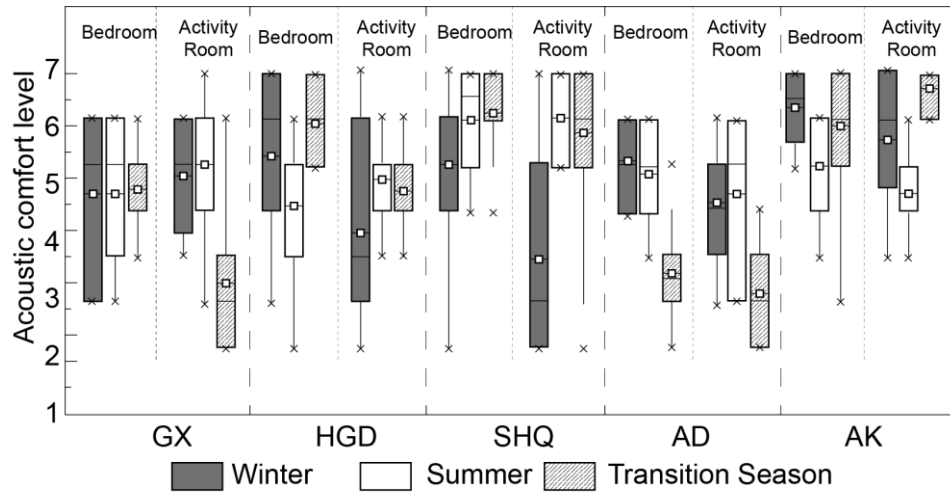 Bedroom Activity Room Bedroom Activity Room Bedroom Activity Room Bedroom Activity Room Bedroom Activity Room
Acoustic comfort level
7
6
5
4
3
2
1
GX HGD SHQ AD AK
Winter Summer Transition Season